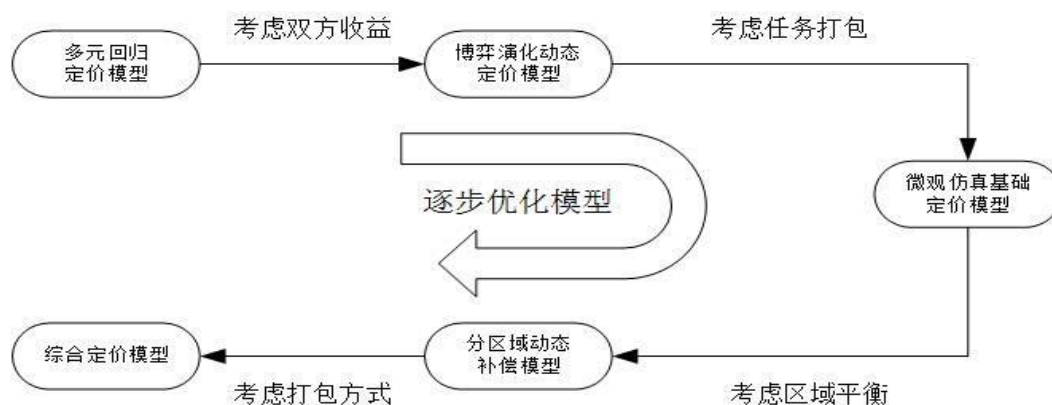 考虑双方收益
考虑任务打包
多元回归
定价模型
博弈演化动态
定价模型
微观仿真基础
定价模型
逐步优化模型
综合定价模型
分区域动态
补偿模型
考虑打包方式
考虑区域平衡